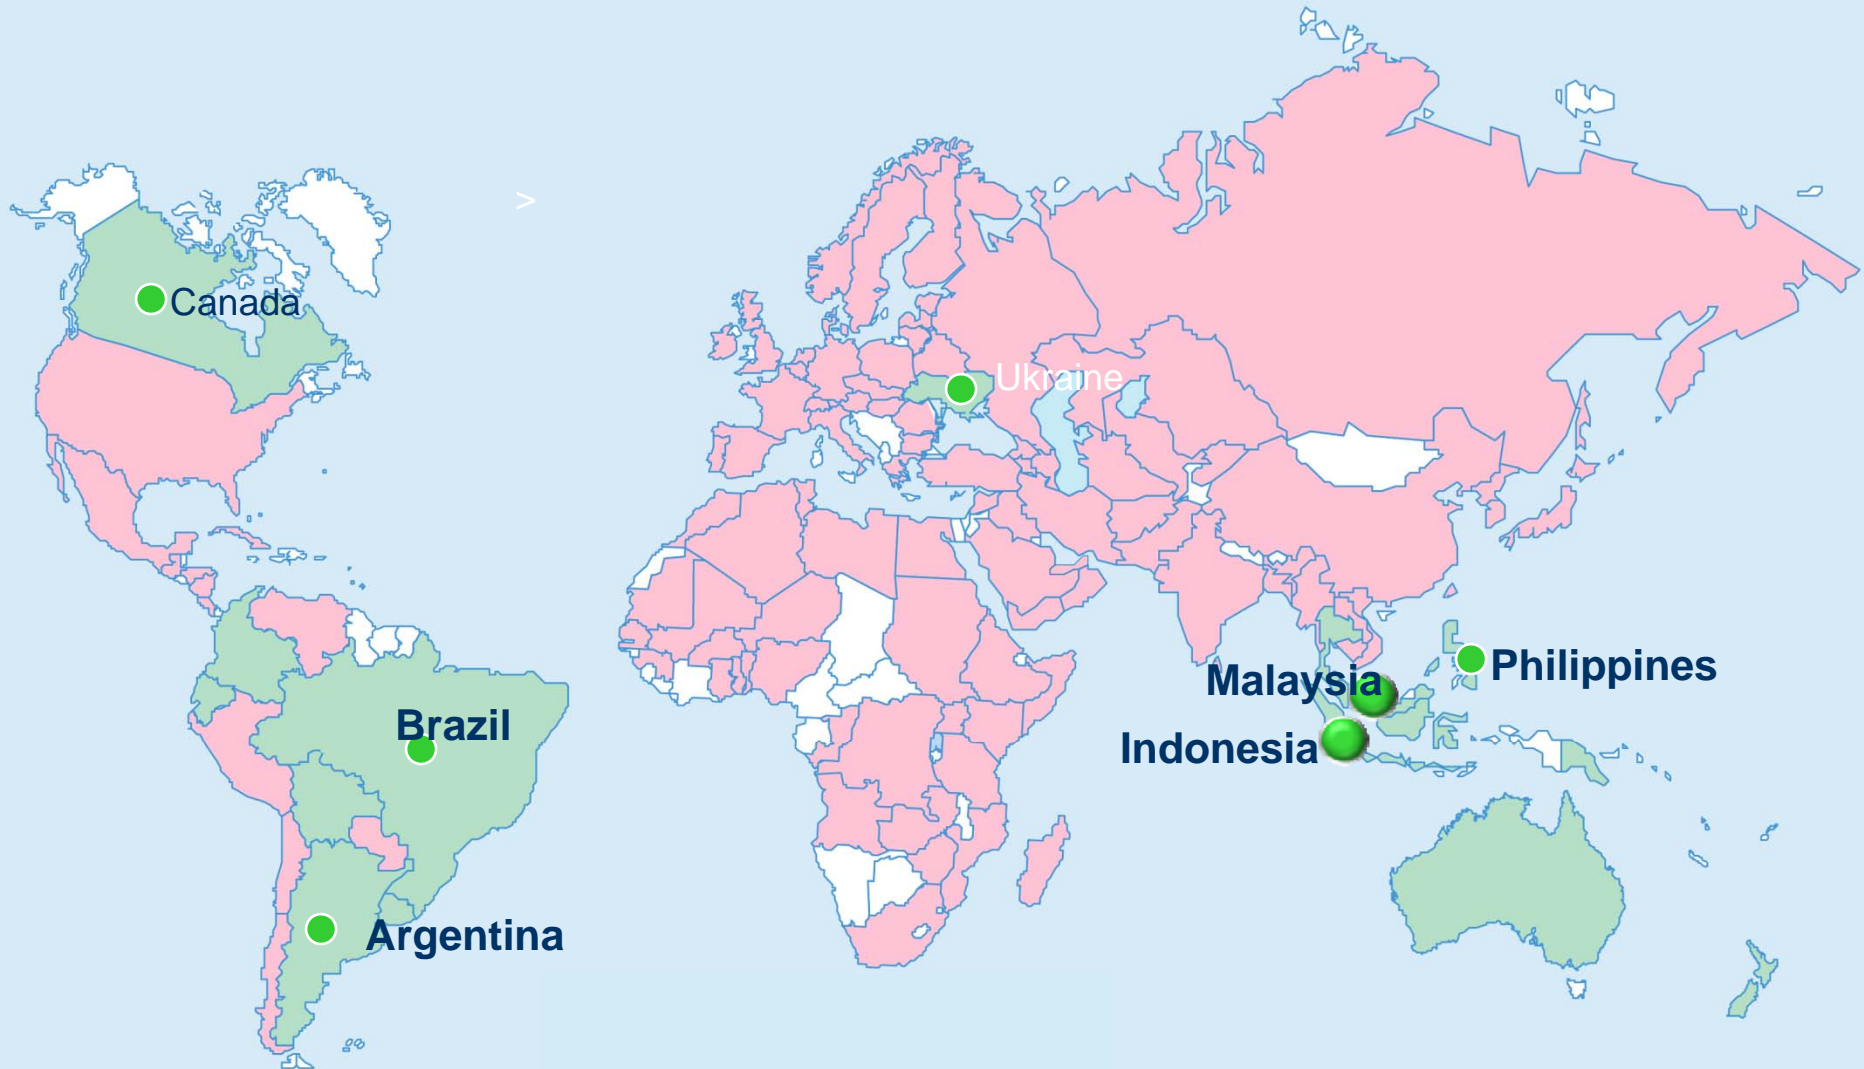 >
Canada
Ukraine
Philippines
Malaysia
Brazil
Indonesia
Argentina